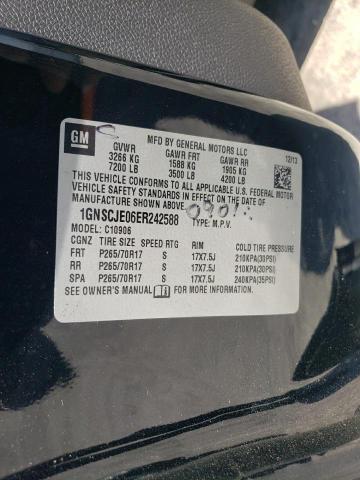 GM
MFD BY GENERAL MOTORS LLC
GVWR GAWR FRT GAWR RR 12/13
3266 KG 1588 KG 1905 KG
7200 LB 3500 LB 4200 LB
THIS VEHICLE CONFORMS TO ALL APPLICABLE U.S. FEDERAL MOTOR
VEHICLE SAFETY AND THEFT PREVENTION STANDARDS IN EFFECT ON THE DATE OF
MANUFACTURE SHOWN ABOVE.
1GNSCJE06ER242588 TYPE: M.P.V.
MODEL: C10906
CGNZ TIRE SIZE SPEED RTG RIM COLD TIRE PRESSURE
FRT P265/70R17 S 17X7.5J 210KPA(30PSI)
RR P265/70R17 S 17X7.5J 210KPA(30PSI)
SPA P265/70R17 S 17X7.5J 240KPA(35PSI)
SEE OWNER'S MANUAL FOR MORE INFORMATION.